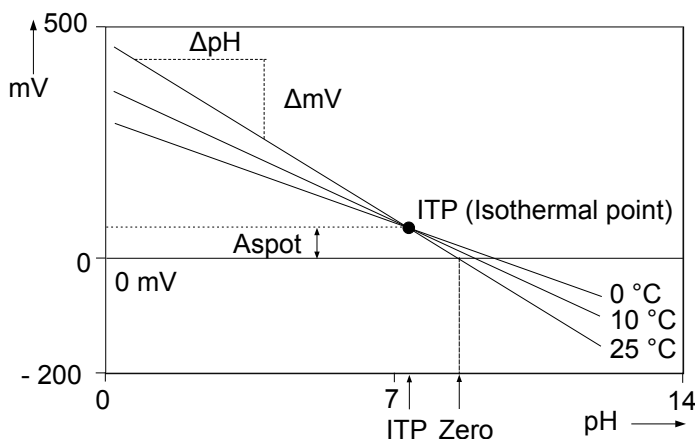 500
mV
ΔpH
ΔmV
ITP (Isothermal point)
Aspot
0
0 mV
0 °C
10 °C
25 °C
- 200
0
7
14
ITP Zero
pH